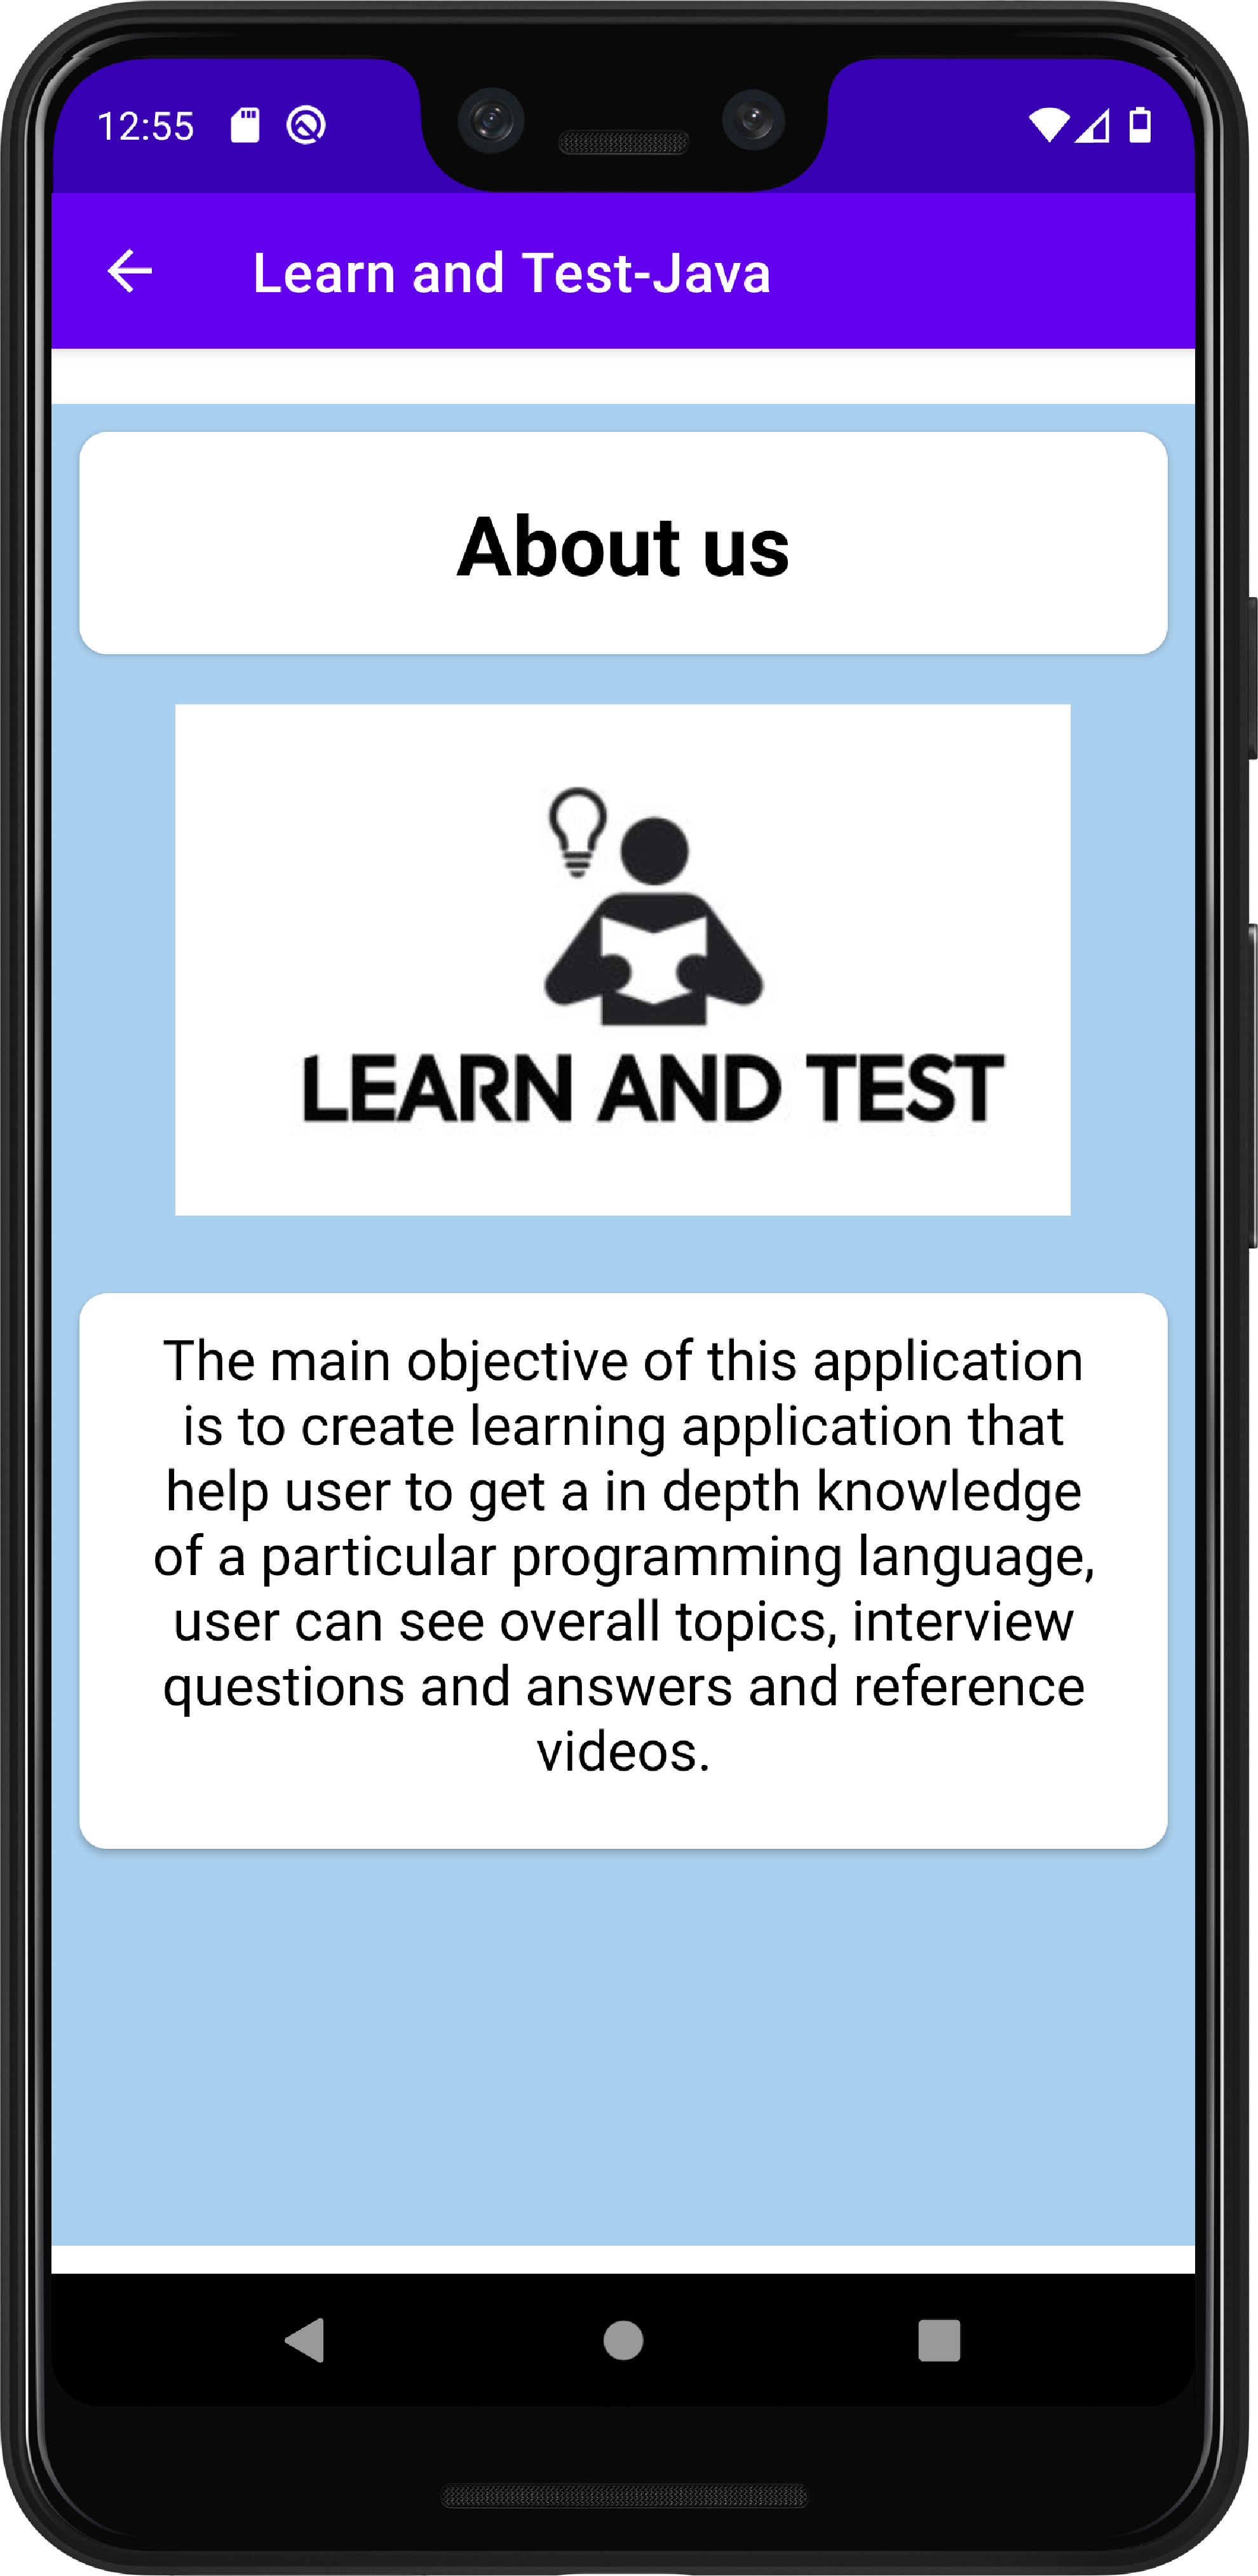 12:55
Learn and Test-Java
About us
LEARN AND TEST
The main objective of this application
is to create learning application that
help user to get a in depth knowledge
of a particular programming language,
user can see overall topics, interview
questions and answers and reference
videos.